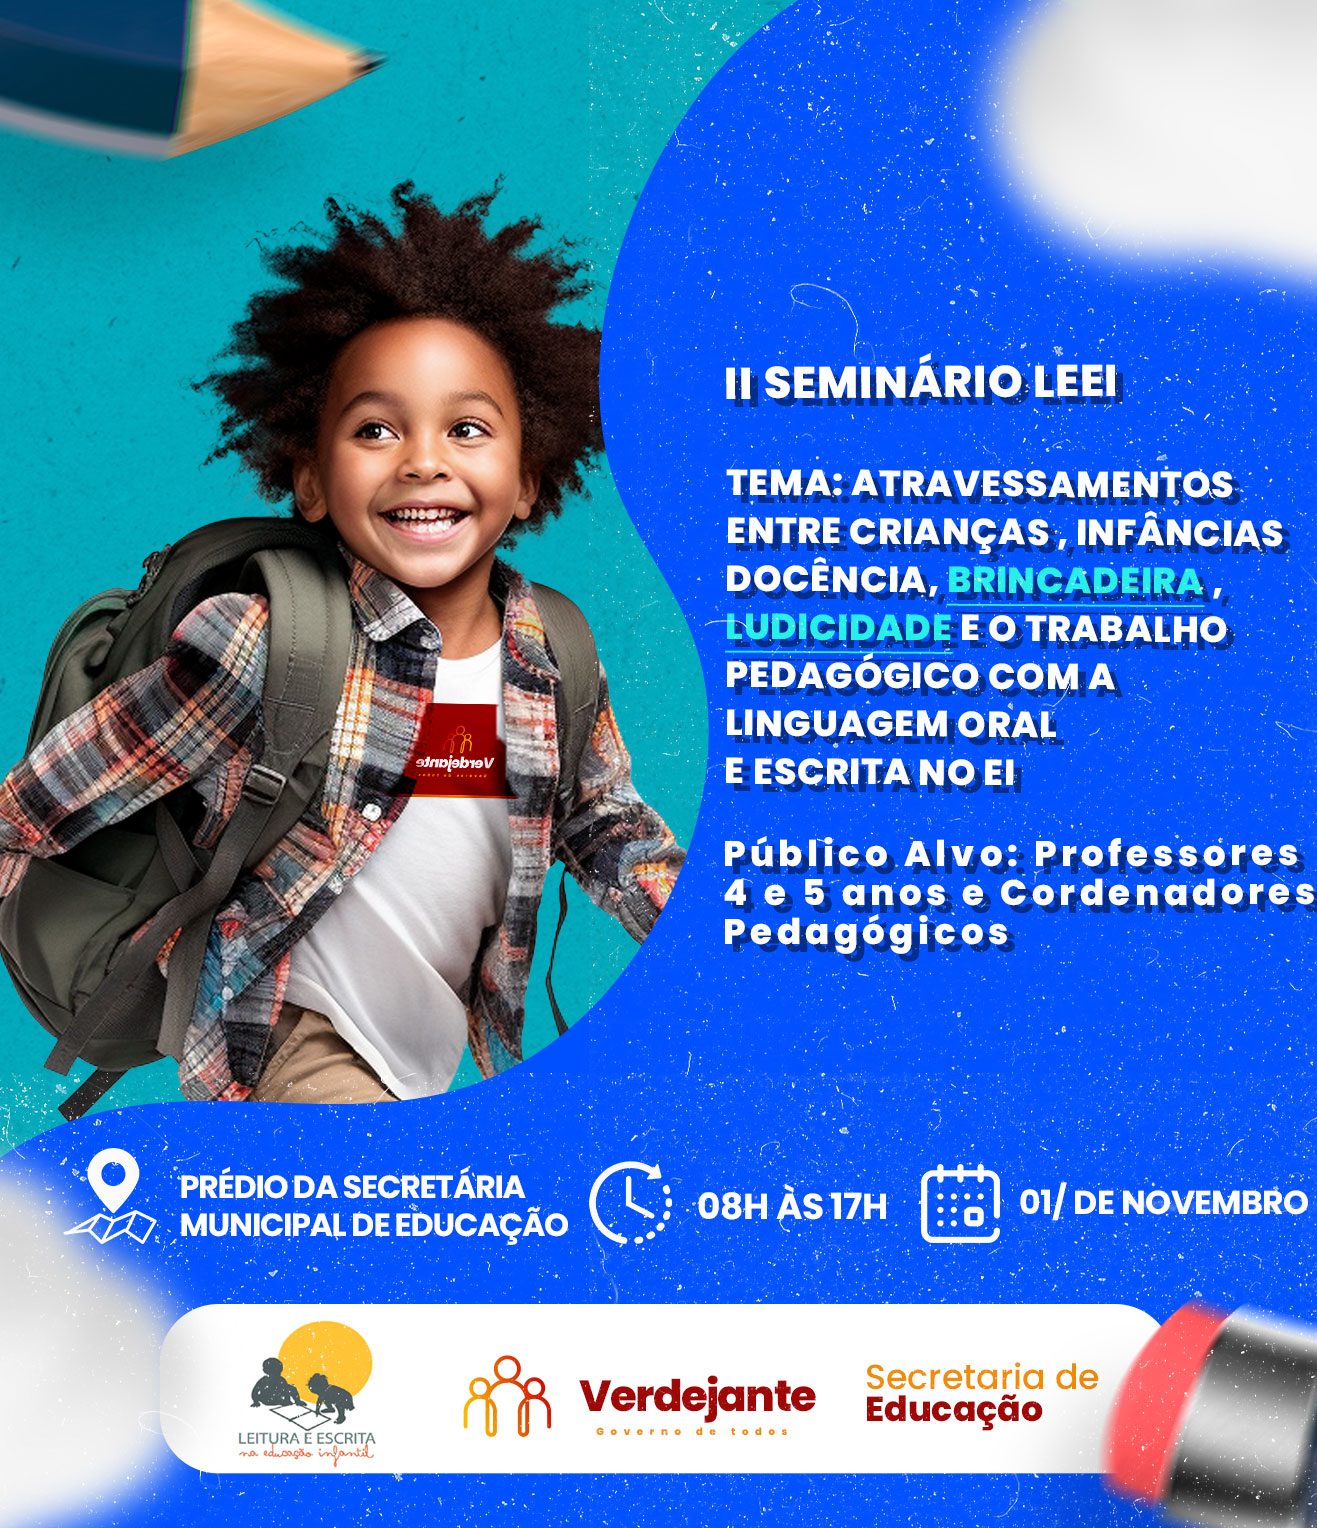 II SEMINÁRIO LEEI
TEMA: ATRAVESSAMENTOS
ENTRE CRIANÇAS , INFÂNCIAS
DOCÊNCIA, BRINCADEIRA ,
LUDICIDADE E O TRABALHO
PEDAGÓGICO COM A
LINGUAGEM ORAL
E ESCRITA NO EI
Público Alvo: Professores
4 e 5 anos e Cordenadores
Pedagógicos
Verdejante
PRÉDIO DA SECRETÁRIA
MUNICIPAL DE EDUCAÇÃO
08H ÀS 17H
01/ DE NOVEMBRO
LEITURA E ESCRITA
na educação infantil
Verdejante
Governo de todos
Secretaria de
Educação